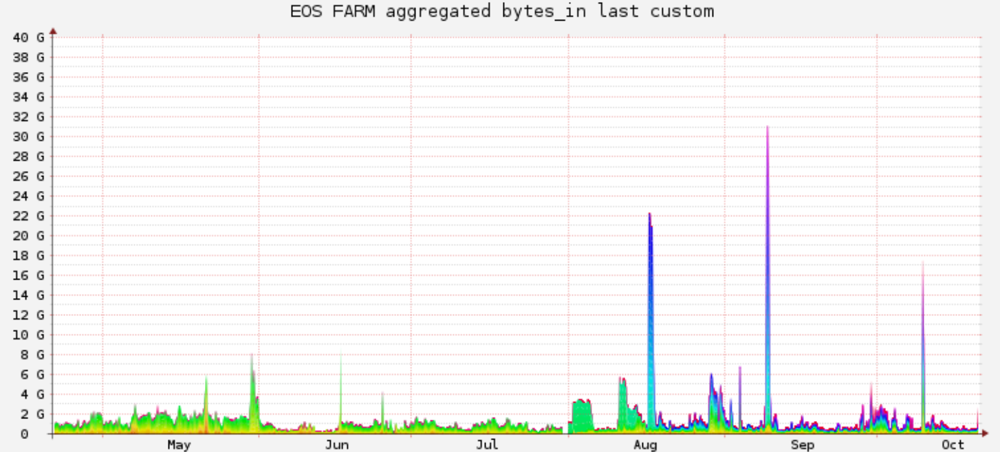 EOS FARM aggregated bytes_in last custom
40 G
38 G
36 G
34 G
32 G
30 G
28 G
26 G
24 G
22 G
20 G
18 G
16 G
14 G
12 G
10 G
8 G
6 G
4 G
2 G
0
May Jun Jul Aug Sep Oct